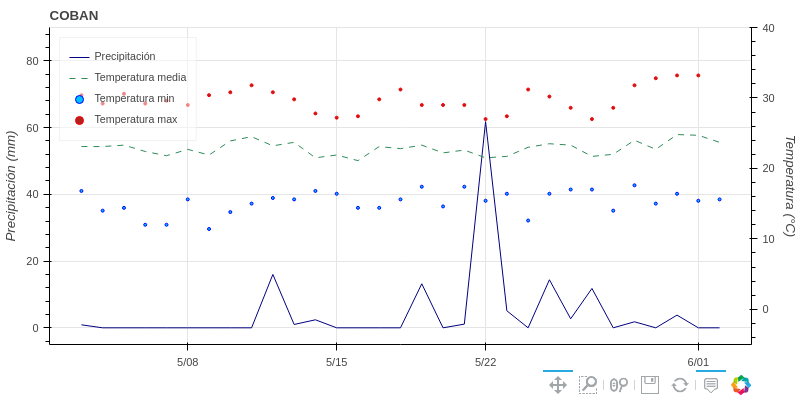 COBAN
Precipitación
Temperatura media
Temperatura min
Temperatura max
Precipitación (mm)
80
60
40
20
0
Temperatura (°C)
40
30
20
10
0
5/08 5/15 5/22 6/01